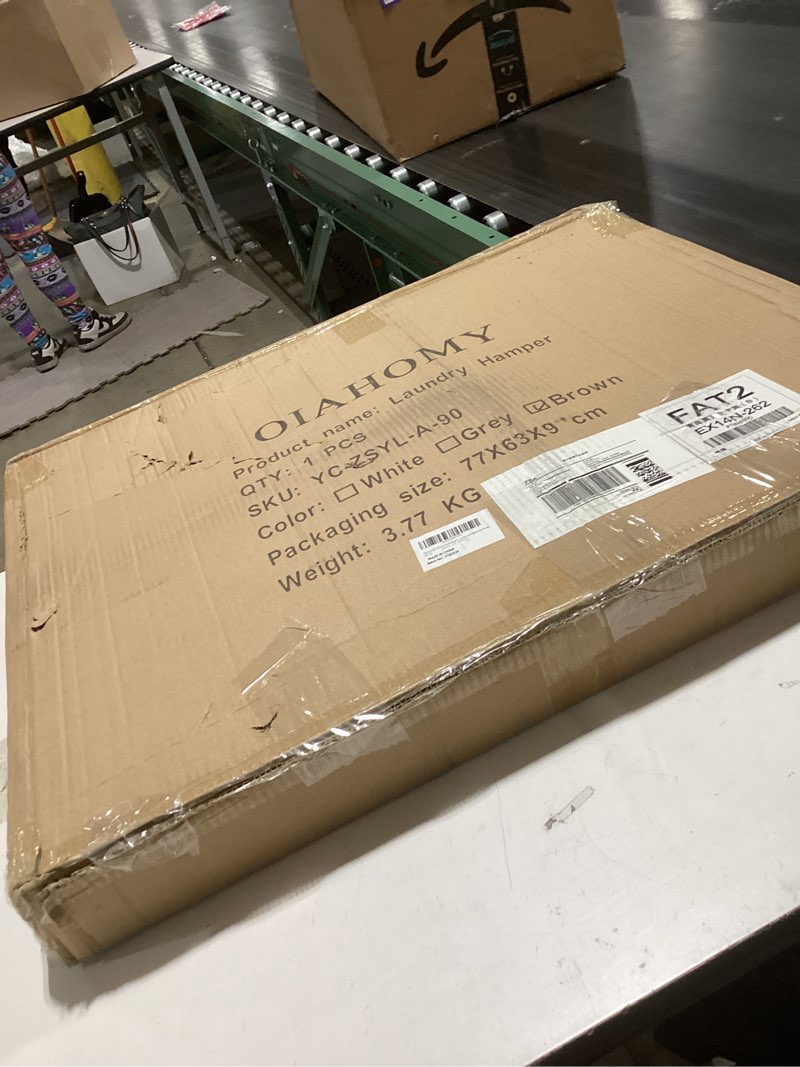 OIAHOMY
Product name: Laundry Hamper
QTY: 1 PCS
SKU: YC-ZSYL-A-90
Color: □White □Grey ☑Brown
Packaging size: 77X63X9 cm
Weight: 3.77 KG
FAT2
EX14N-262